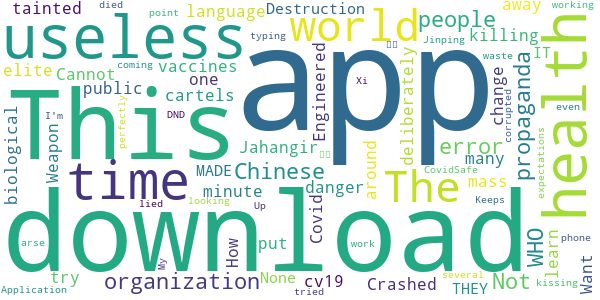 tainted
died
point
language
Destruction
away
working
useless
typing
coming
Jinping
waste
world
people
killing
elite
Cannot
vaccines
Engineered
IT
app
public
one
cartels
Xi
I'm
perfectly
DND
deliberately
change
corrupted
even
propaganda
health
This
biological
Weapon
MADE
Jahangir
around
error
many
time
Chinese
The
CovidSafe
mass
expectations
lied
looking
minute
danger
WHO
learn
download
Up
Covid
put
Not
phone
arse
How
work
Keeps
several
THEY
kissing
try
My
organization
None
tried
cv19
Crashed
Application
Want